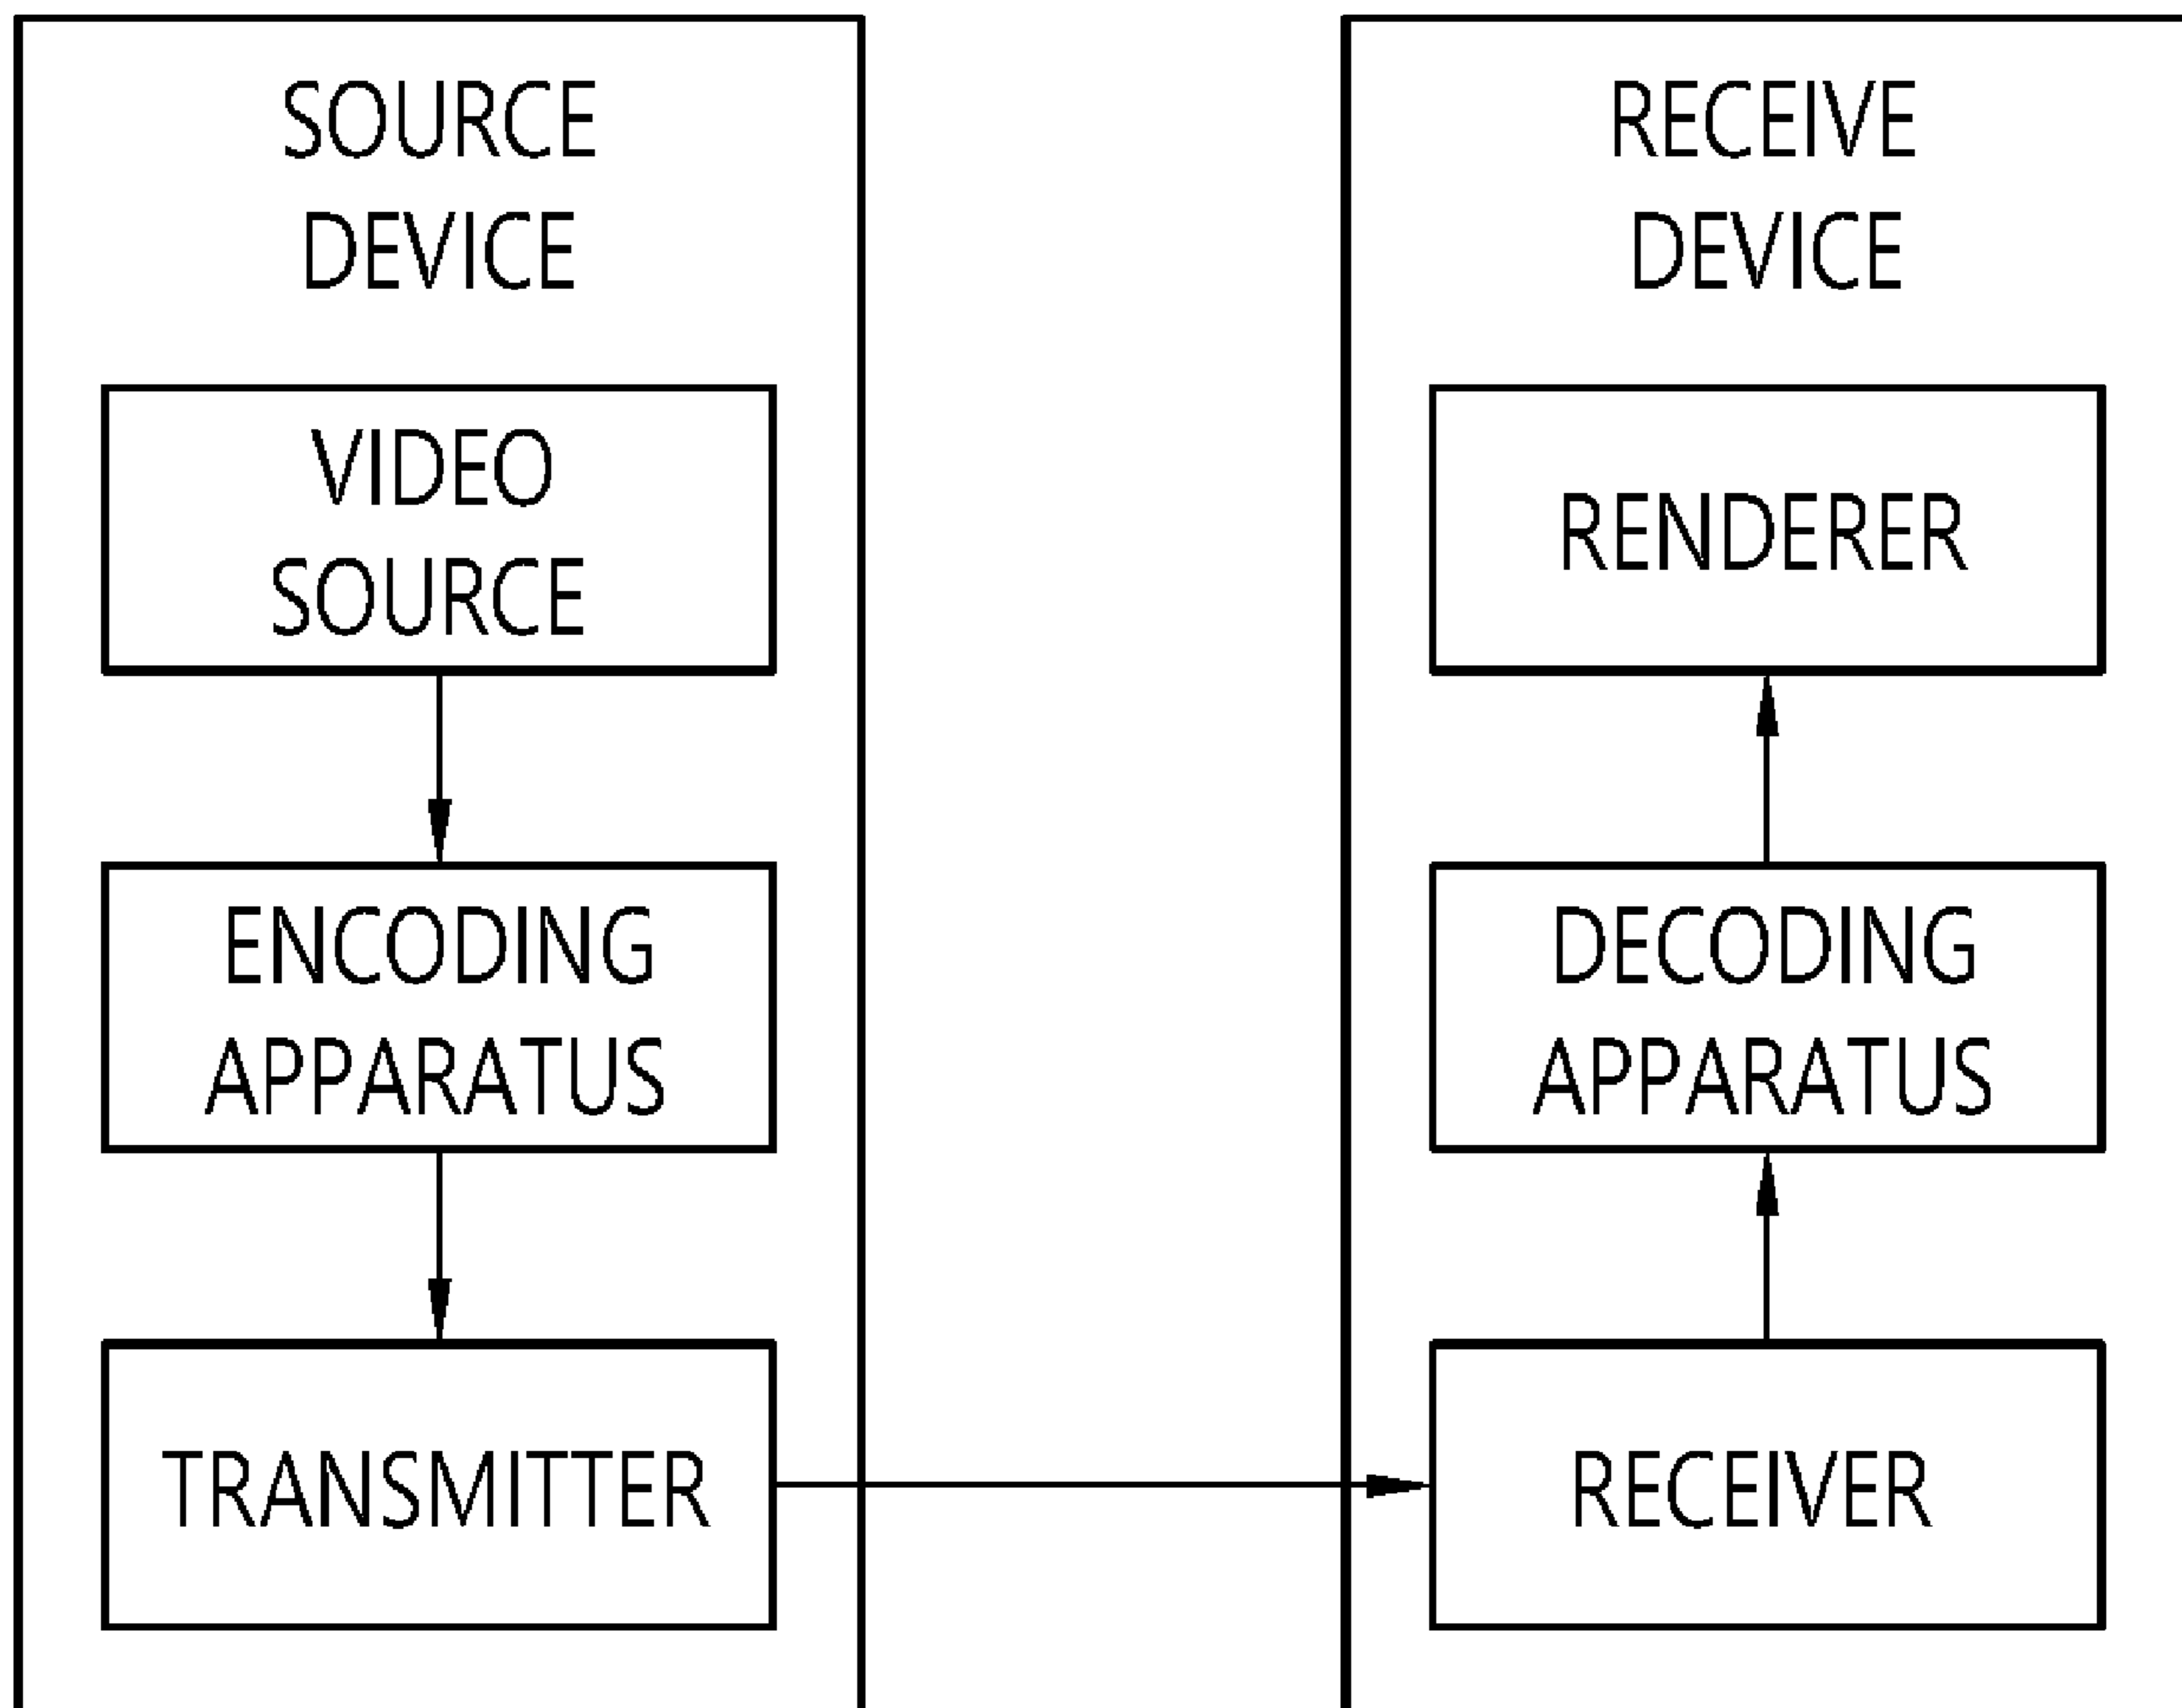 SOURCE
DEVICE
VIDEO
SOURCE
ENCODING
APPARATUS
TRANSMITTER
RECEIVE
DEVICE
RENDERER
DECODING
APPARATUS
RECEIVER